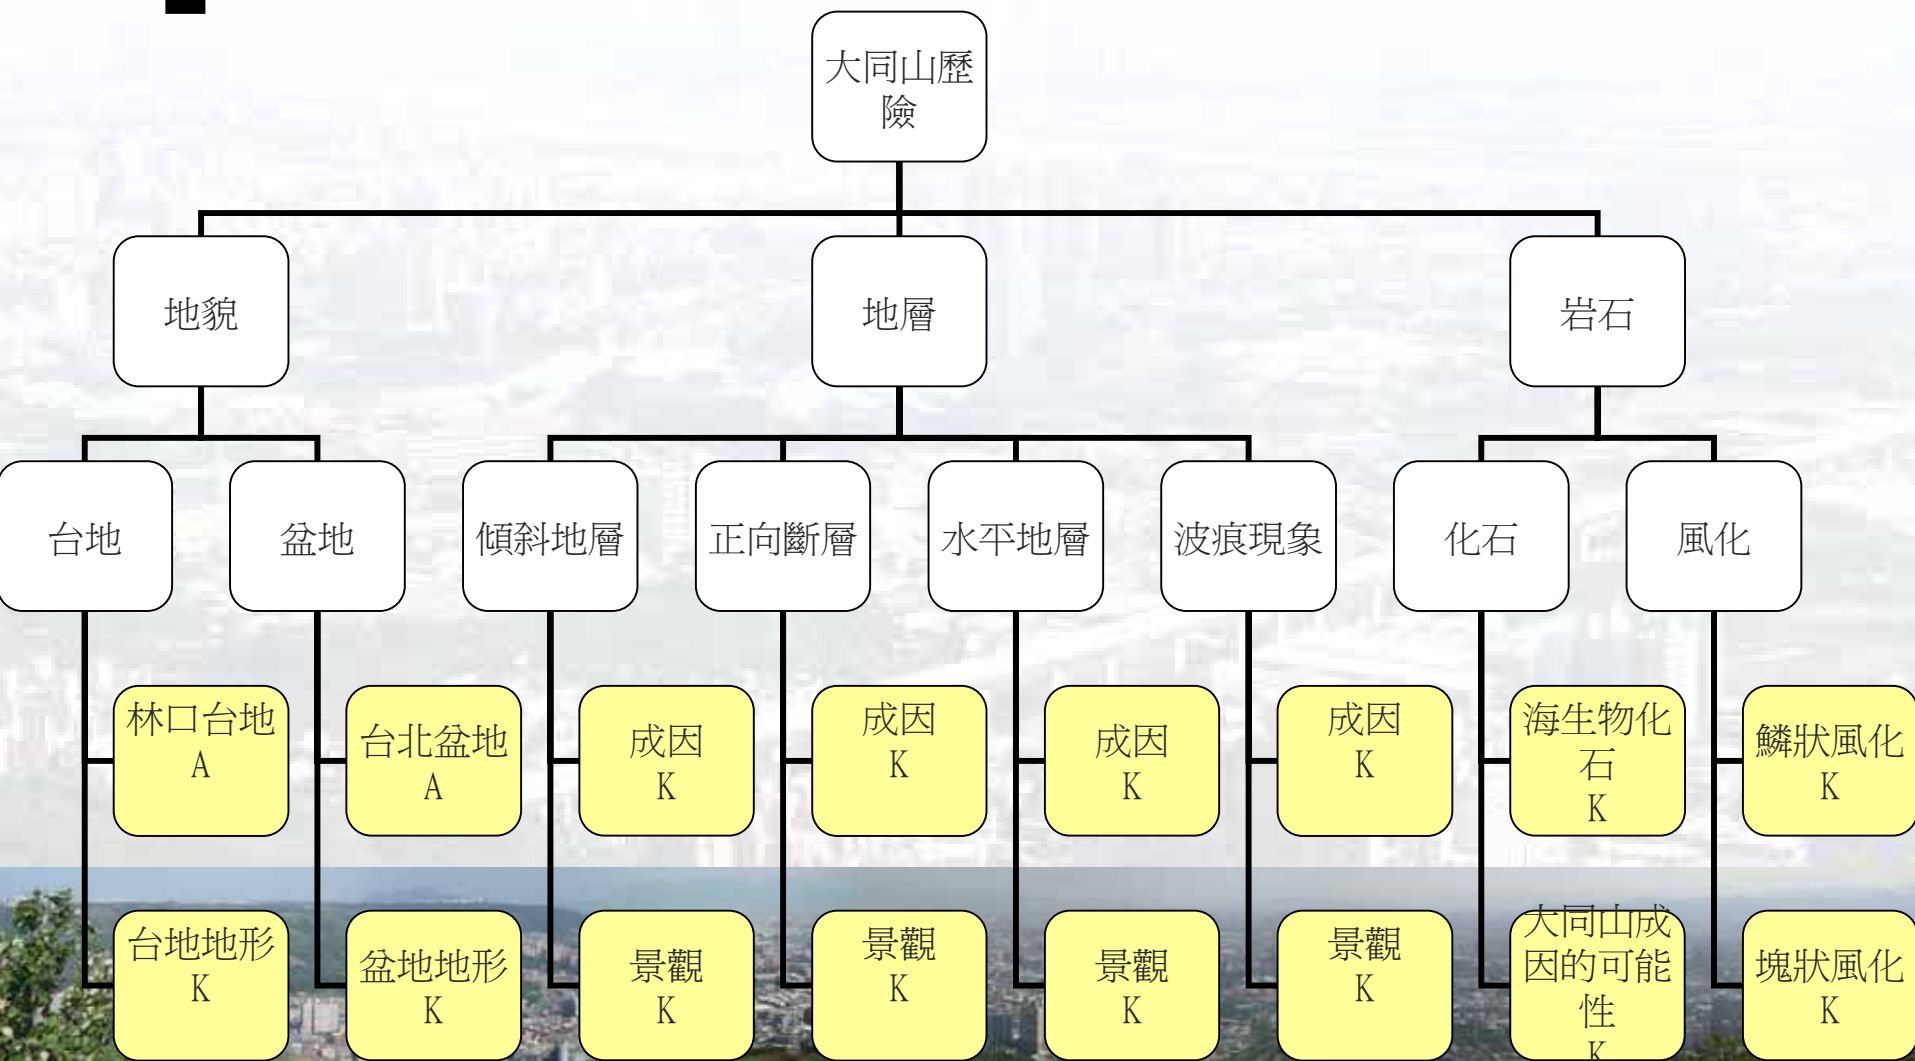 大同山歷
險
地貌
地層
岩石
台地
盆地
傾斜地層
正向斷層
水平地層
波痕現象
化石
風化
林口台地
A
台北盆地
A
成因
K
成因
K
成因
K
成因
K
海生物化
石
K
鱗狀風化
K
台地地形
K
盆地地形
K
景觀
K
景觀
K
景觀
K
景觀
K
大同山成
因的可能
性
K
塊狀風化
K